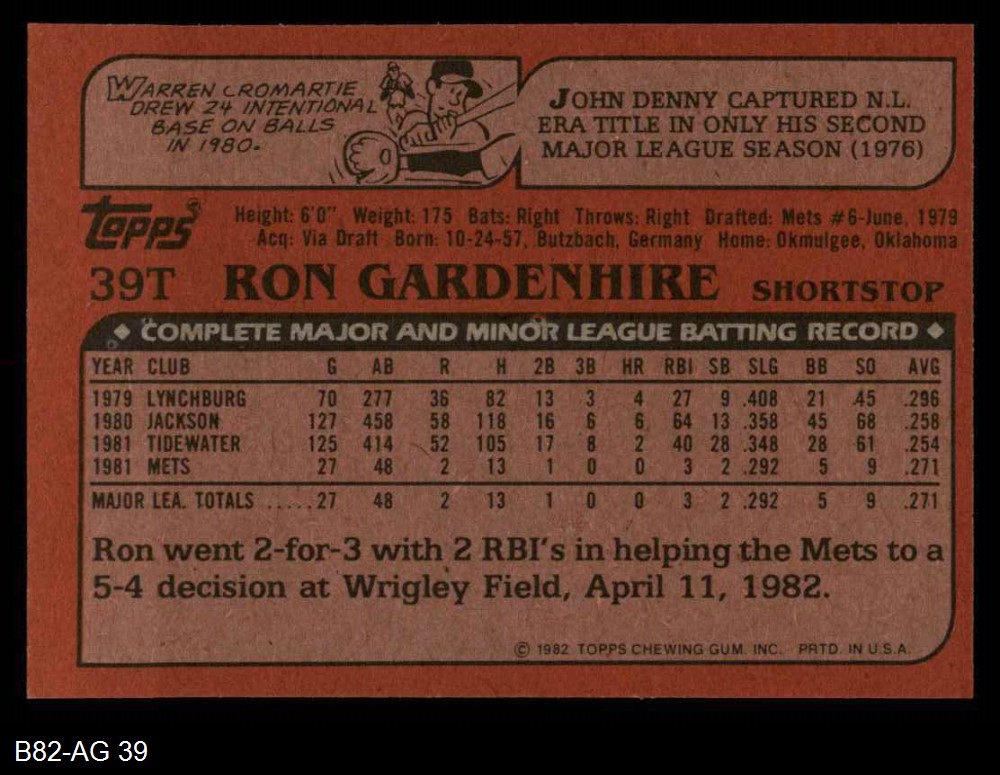 WARREN CROMARTIE
DREW 24 INTENTIONAL
BASE ON BALLS
IN 1980.
JOHN DENNY CAPTURED N.L.
ERA TITLE IN ONLY HIS SECOND
MAJOR LEAGUE SEASON (1976)
topps
Height: 6'0" Weight: 175 Bats: Right Throws: Right Drafted: Mets #6-June, 1979
Acq: Via Draft Born: 10-24-57, Butzbach, Germany Home: Okmulgee, Oklahoma
39T RON GARDENHIRE SHORTSTOP
◆ COMPLETE MAJOR AND MINOR LEAGUE BATTING RECORD ◆
YEAR CLUB G AB R H 2B 3B HR RBI SB SLG BB SO AVG
1979 LYNCHBURG 70 277 36 82 13 3 4 27 9 .408 21 45 .296
1980 JACKSON 127 458 58 118 16 6 6 64 13 .358 45 68 .258
1981 TIDEWATER 125 414 52 105 17 8 2 40 28 .348 28 61 .254
1981 METS 27 48 2 13 1 0 0 3 2 .292 5 9 .271
MAJOR LEA. TOTALS .....27 48 2 13 1 0 0 3 2 .292 5 9 .271
Ron went 2-for-3 with 2 RBI's in helping the Mets to a
5-4 decision at Wrigley Field, April 11, 1982.
© 1982 TOPPS CHEWING GUM. INC. PRTD. IN U.S.A.
B82-AG 39